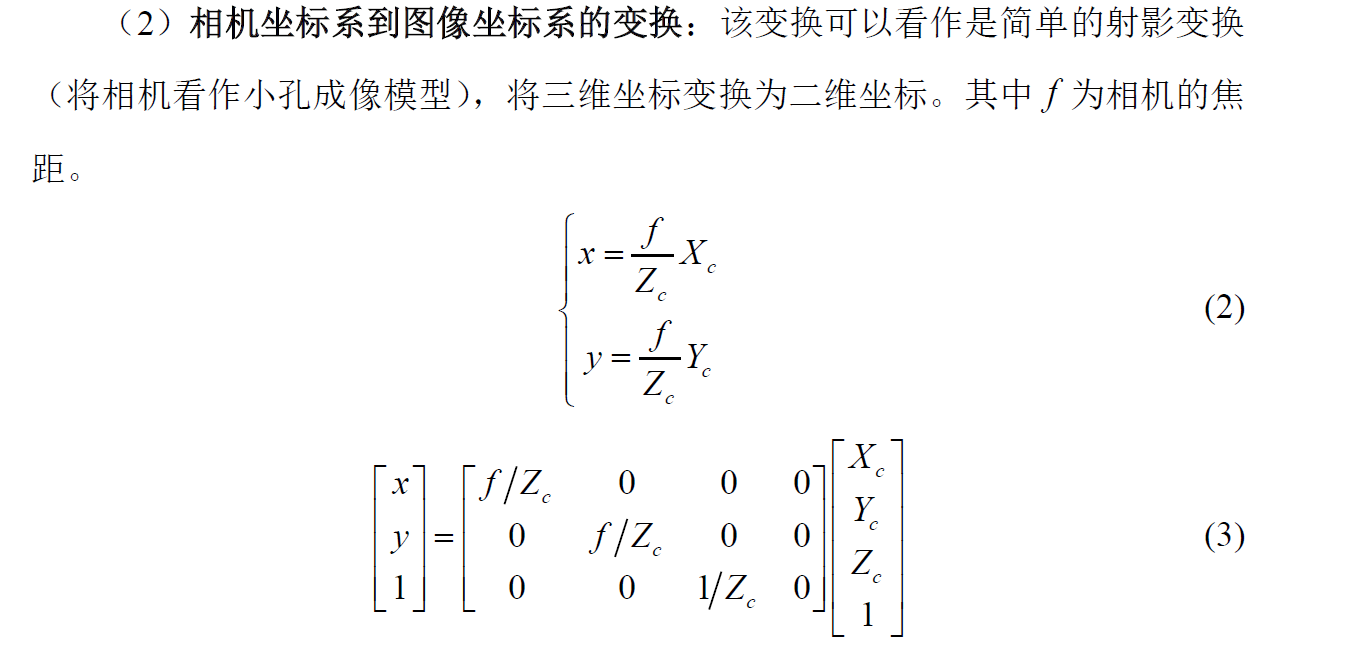 （2）相机坐标系到图像坐标系的变换：该变换可以看作是简单的射影变换
（将相机看作小孔成像模型），将三维坐标变换为二维坐标。其中 f 为相机的焦
距。
{ x = f/Z_c X_c
y = f/Z_c Y_c (2)
[x y 1] = [f/Z_c 0 0 0; 0 f/Z_c 0 0; 0 0 1/Z_c 0] [X_c Y_c Z_c 1] (3)